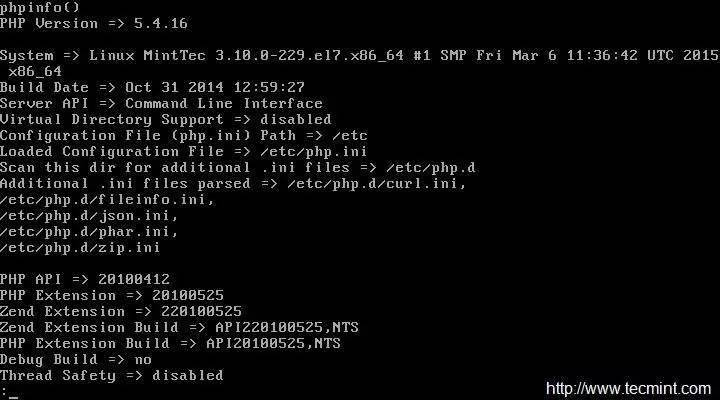 phpinfo()
PHP Version => 5.4.16
System => Linux MintTec 3.10.0-229.el7.x86_64 #1 SMP Fri Mar 6 11:36:42 UTC 2015
x86_64
Build Date => Oct 31 2014 12:59:27
Server API => Command Line Interface
Virtual Directory Support => disabled
Configuration File (php.ini) Path => /etc
Loaded Configuration File => /etc/php.ini
Scan this dir for additional .ini files => /etc/php.d
Additional .ini files parsed => /etc/php.d/curl.ini,
/etc/php.d/fileinfo.ini,
/etc/php.d/json.ini,
/etc/php.d/phar.ini,
/etc/php.d/zip.ini
PHP API => 20100412
PHP Extension => 20100525
Zend Extension => 220100525
Zend Extension Build => API220100525,NTS
PHP Extension Build => API20100525,NTS
Debug Build => no
Thread Safety => disabled
:_
http://www.tecmint.com